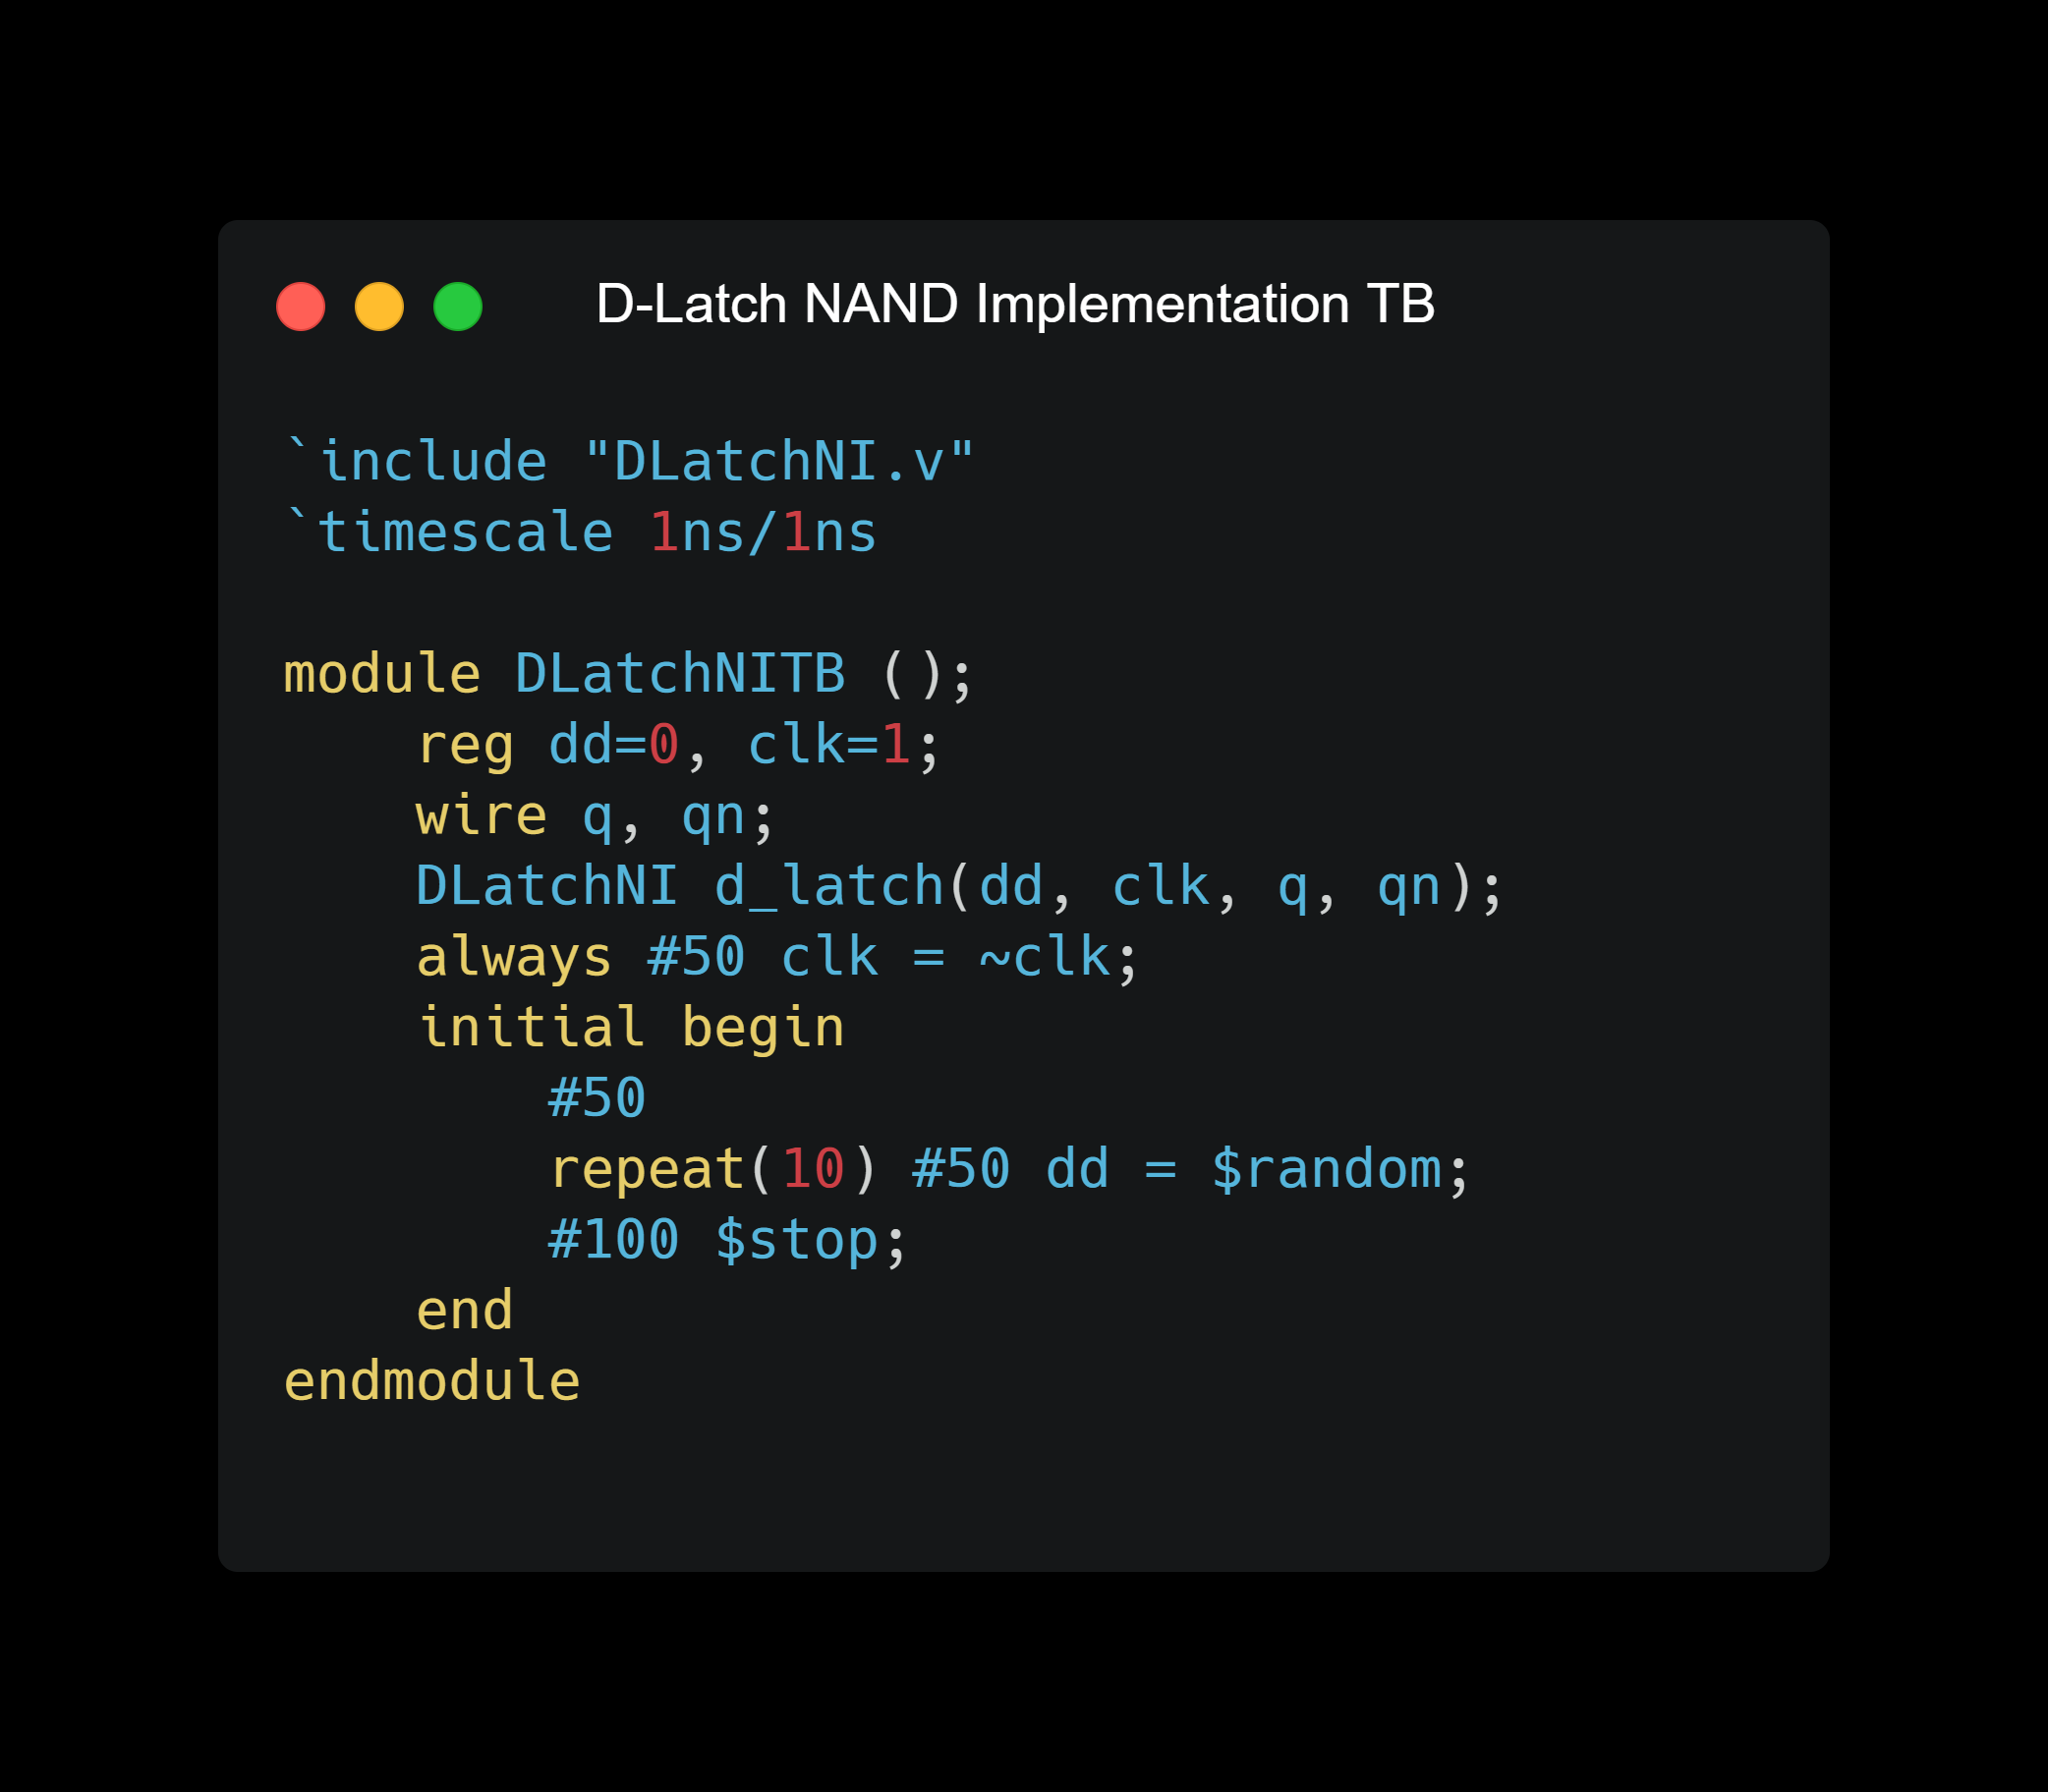 D-Latch NAND Implementation TB
`include "DLatchNI.v"
`timescale 1ns/1ns
module DLatchNITB ();
reg dd=0, clk=1;
wire q, qn;
DLatchNI d_latch(dd, clk, q, qn);
always #50 clk = ~clk;
initial begin
#50
repeat(10) #50 dd = $random;
#100 $stop;
end
endmodule